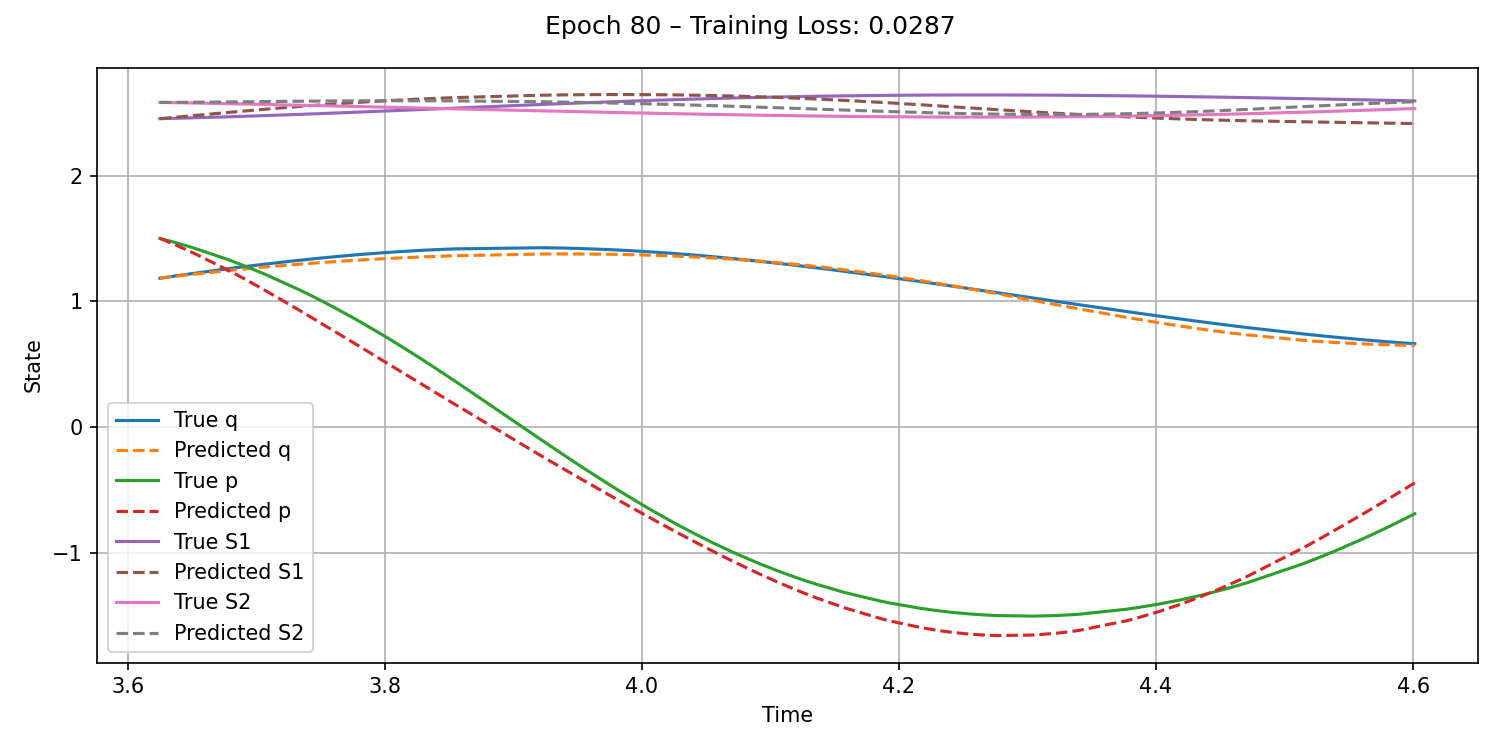 Epoch 80 – Training Loss: 0.0287
State
2
1
0
−1
True q
Predicted q
True p
Predicted p
True S1
Predicted S1
True S2
Predicted S2
3.6 3.8 4.0 4.2 4.4 4.6
Time